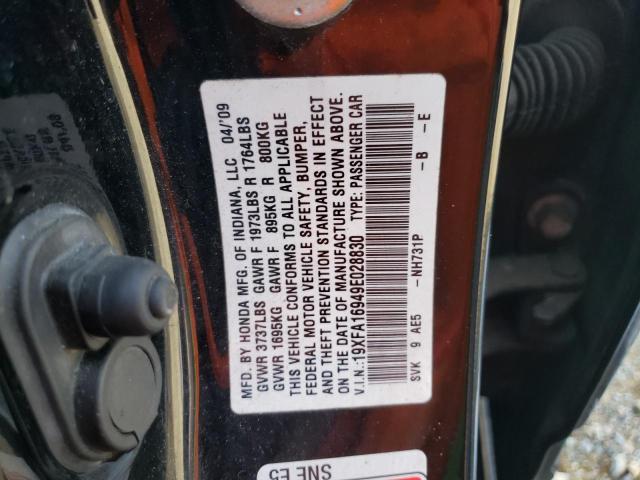 MFD. BY HONDA MFG. OF INDIANA, LLC 04/'09
GVWR 3737LBS GAWR F 1973LBS R 1764LBS
GVWR 1695KG GAWR F 895KG R 800KG
THIS VEHICLE CONFORMS TO ALL APPLICABLE
FEDERAL MOTOR VEHICLE SAFETY, BUMPER,
AND THEFT PREVENTION STANDARDS IN EFFECT
ON THE DATE OF MANUFACTURE SHOWN ABOVE.
V.I.N.:19XFA16949E028830 TYPE: PASSENGER CAR
SVK 9 AE5 -NH731P -B -E
SNE E5